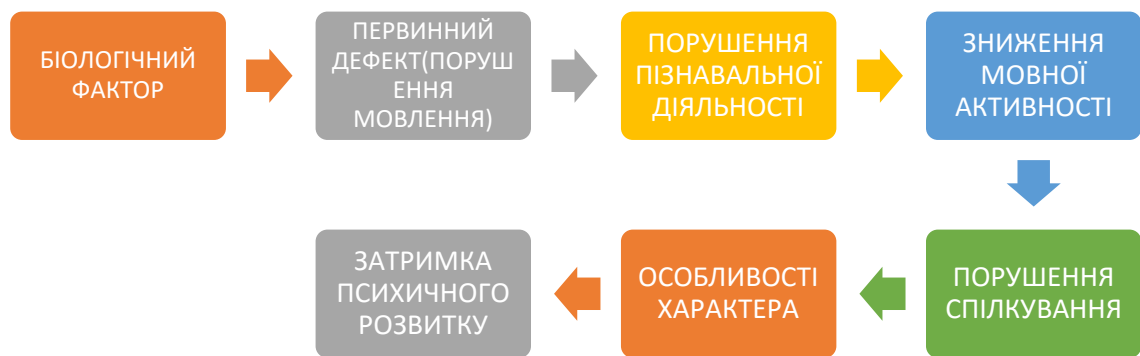 БІОЛОГІЧНИЙ
ФАКТОР
ПЕРВИННИЙ
ДЕФЕКТ(ПОРУШ
ЕННЯ
МОВЛЕННЯ)
ПОРУШЕННЯ
ПІЗНАВАЛЬНОЇ
ДІЯЛЬНОСТІ
ЗНИЖЕННЯ
МОВНОЇ
АКТИВНОСТІ
ПОРУШЕННЯ
СПІЛКУВАННЯ
ОСОБЛИВОСТІ
ХАРАКТЕРА
ЗАТРИМКА
ПСИХИЧНОГО
РОЗВИТКУ